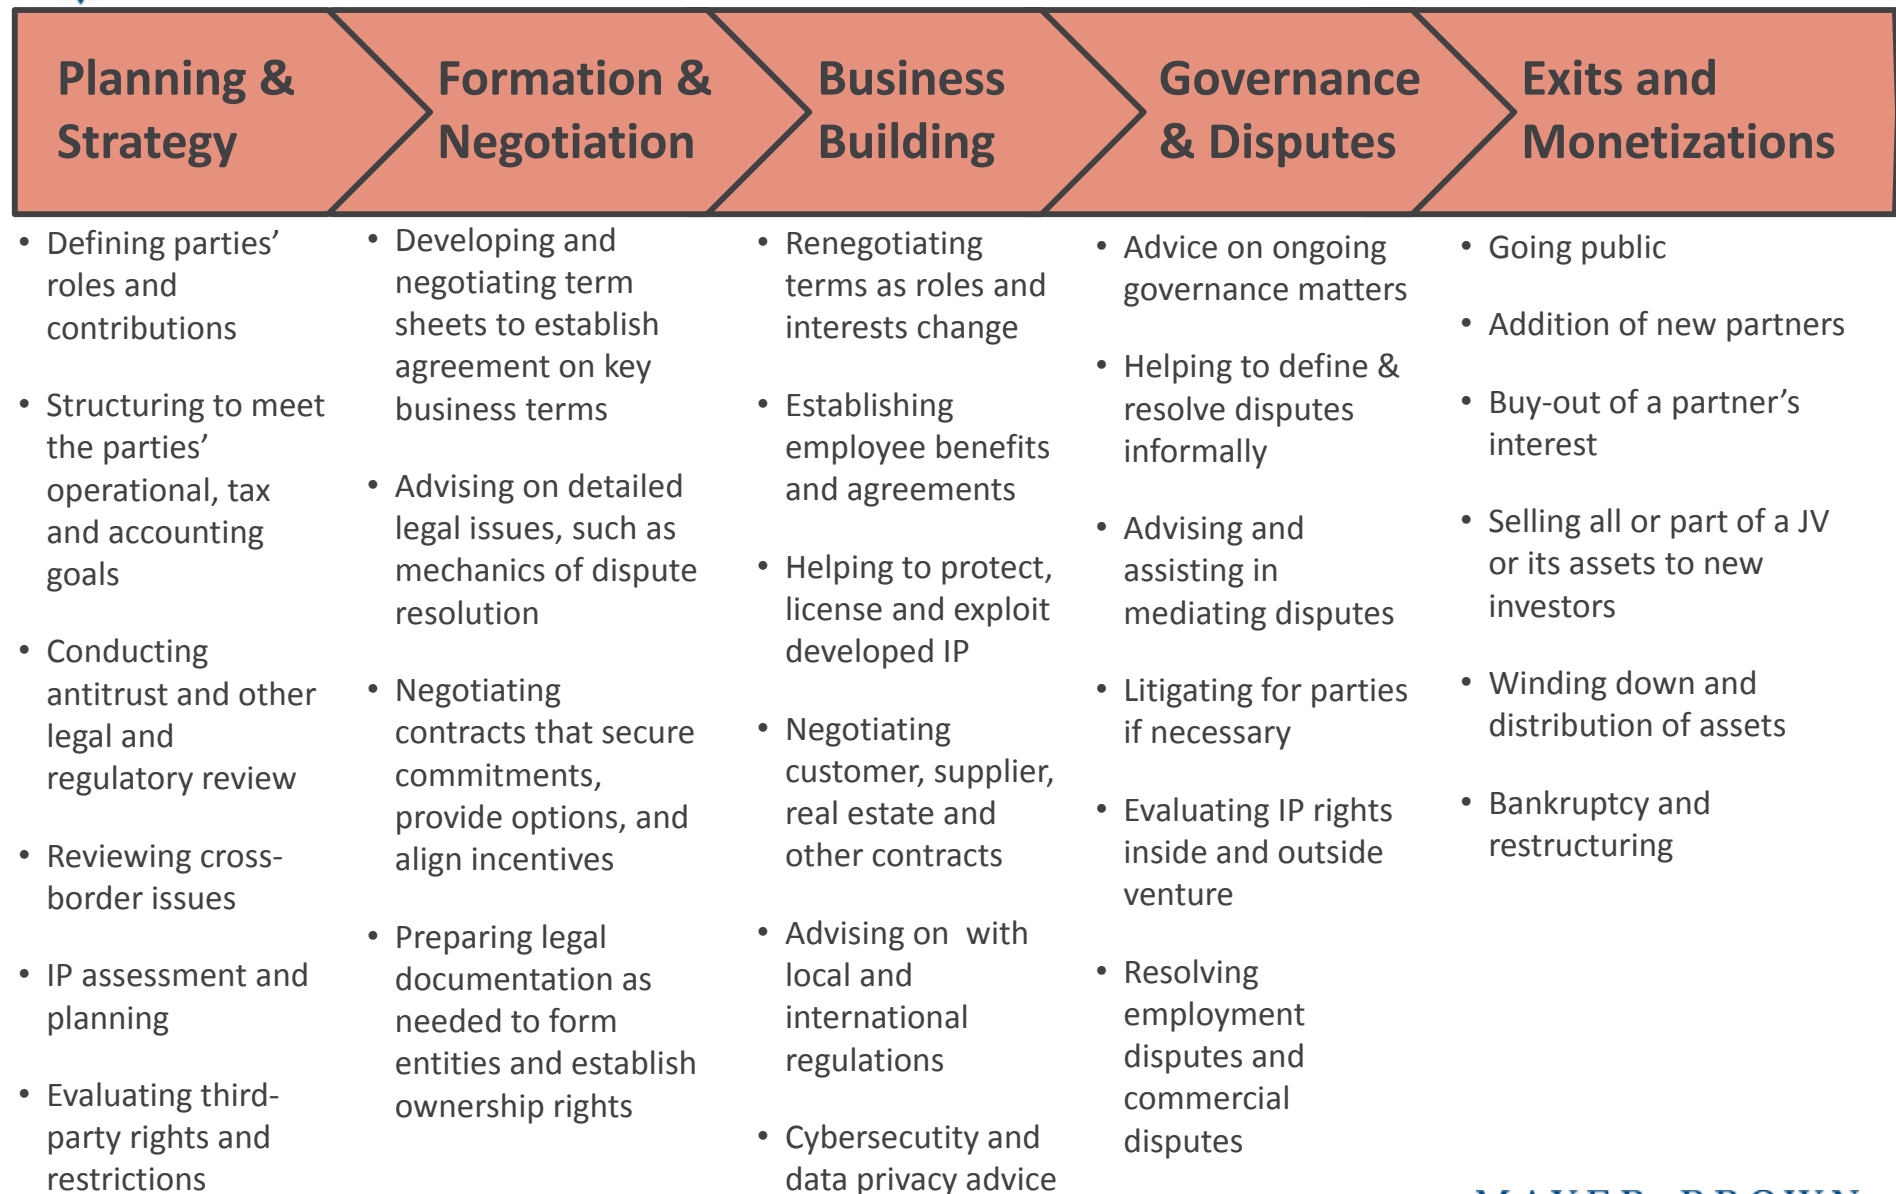 Planning &
Strategy
Formation &
Negotiation
Business
Building
Governance
& Disputes
Exits and
Monetizations
• Defining parties’
roles and
contributions
• Structuring to meet
the parties’
operational, tax
and accounting
goals
• Conducting
antitrust and other
legal and
regulatory review
• Reviewing cross-
border issues
• IP assessment and
planning
• Evaluating third-
party rights and
restrictions
• Developing and
negotiating term
sheets to establish
agreement on key
business terms
• Advising on detailed
legal issues, such as
mechanics of dispute
resolution
• Negotiating
contracts that secure
commitments,
provide options, and
align incentives
• Preparing legal
documentation as
needed to form
entities and establish
ownership rights
• Renegotiating
terms as roles and
interests change
• Establishing
employee benefits
and agreements
• Helping to protect,
license and exploit
developed IP
• Negotiating
customer, supplier,
real estate and
other contracts
• Advising on  with
local and
international
regulations
• Cybersecutity and
data privacy advice
• Advice on ongoing
governance matters
• Helping to define &
resolve disputes
informally
• Advising and
assisting in
mediating disputes
• Litigating for parties
if necessary
• Evaluating IP rights
inside and outside
venture
• Resolving
employment
disputes and
commercial
disputes
• Going public
• Addition of new partners
• Buy-out of a partner’s
interest
• Selling all or part of a JV
or its assets to new
investors
• Winding down and
distribution of assets
• Bankruptcy and
restructuring